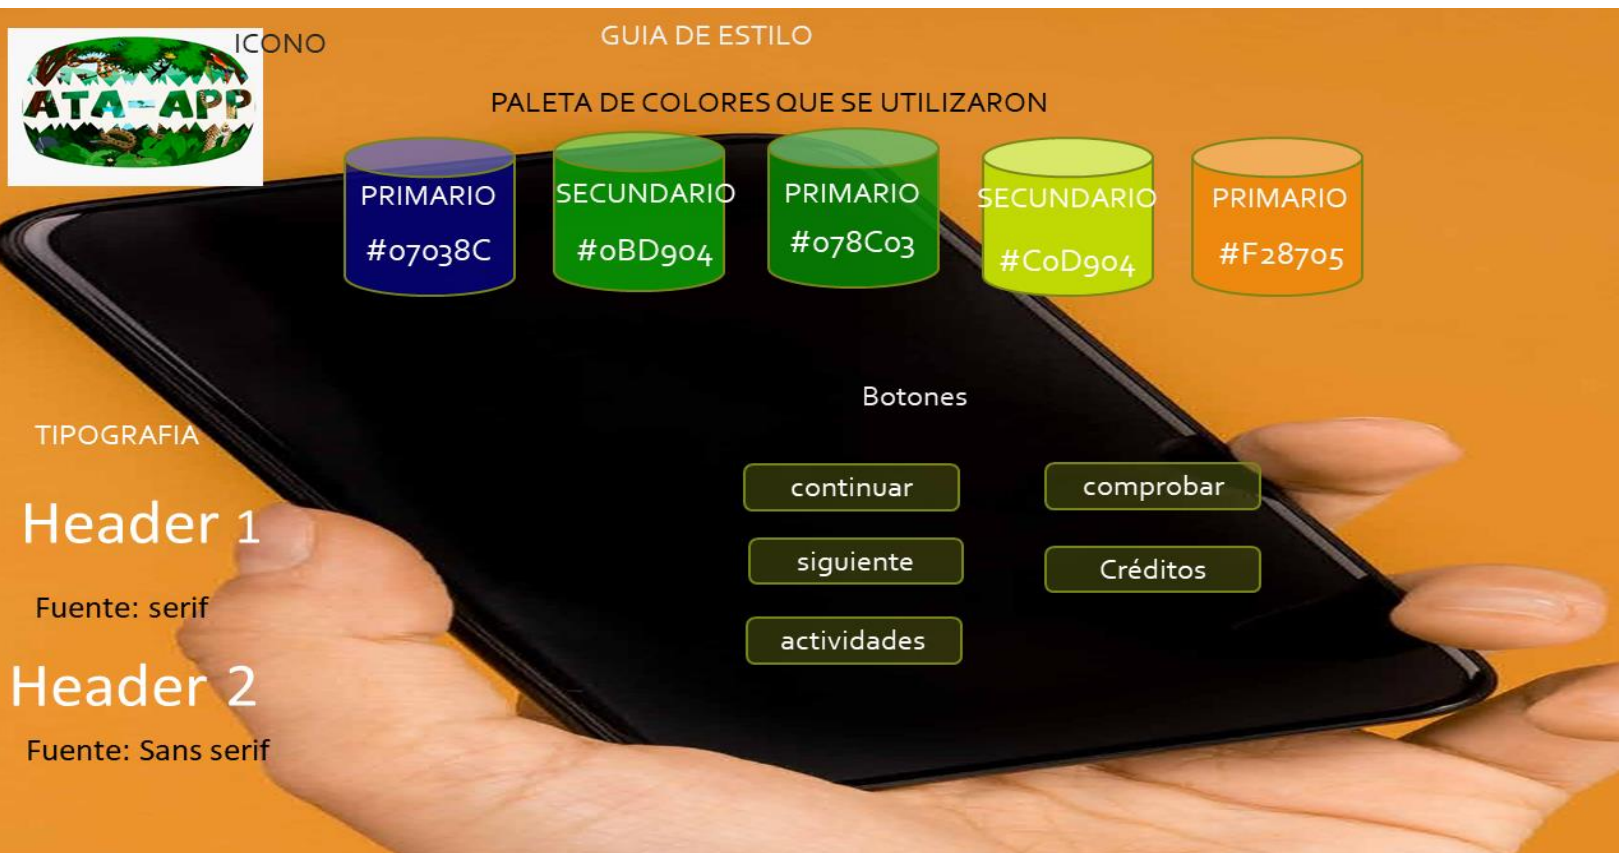 GUIA DE ESTILO
ICONO
ATA-APP
PALETA DE COLORES QUE SE UTILIZARON
PRIMARIO
#07038C
SECUNDARIO
#0BD904
PRIMARIO
#078C03
SECUNDARIO
#C0D904
PRIMARIO
#F28705
TIPOGRAFIA
Header 1
Fuente: serif
Header 2
Fuente: Sans serif
Botones
continuar
comprobar
siguiente
Créditos
actividades